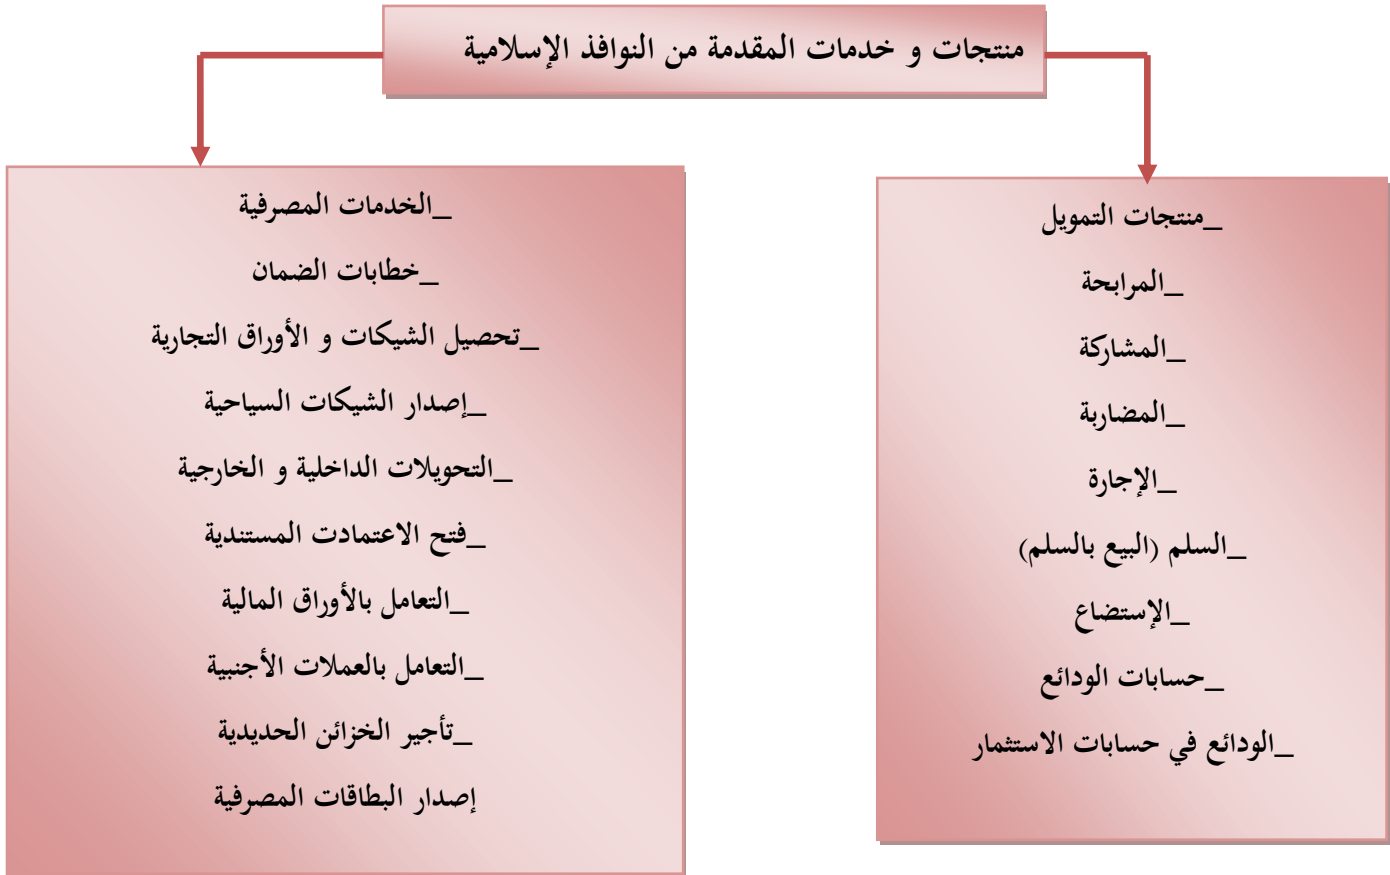 منتجات و خدمات المقدمة من النوافذ الإسلامية
_منتجات التمويل
_المرابحة
_المشاركة
_المضاربة
_الإجارة
_السلم (البيع بالسلم)
_الإستضاع
_حسابات الودائع
_الودائع في حسابات الاستثمار
_الخدمات المصرفية
_خطابات الضمان
_تحصيل الشيكات و الأوراق التجارية
_إصدار الشيكات السياحية
_التحويلات الداخلية و الخارجية
_فتح الاعتمادت المستندية
_التعامل بالأوراق المالية
_التعامل بالعملات الأجنبية
_تأجير الخزائن الحديدية
إصدار البطاقات المصرفية